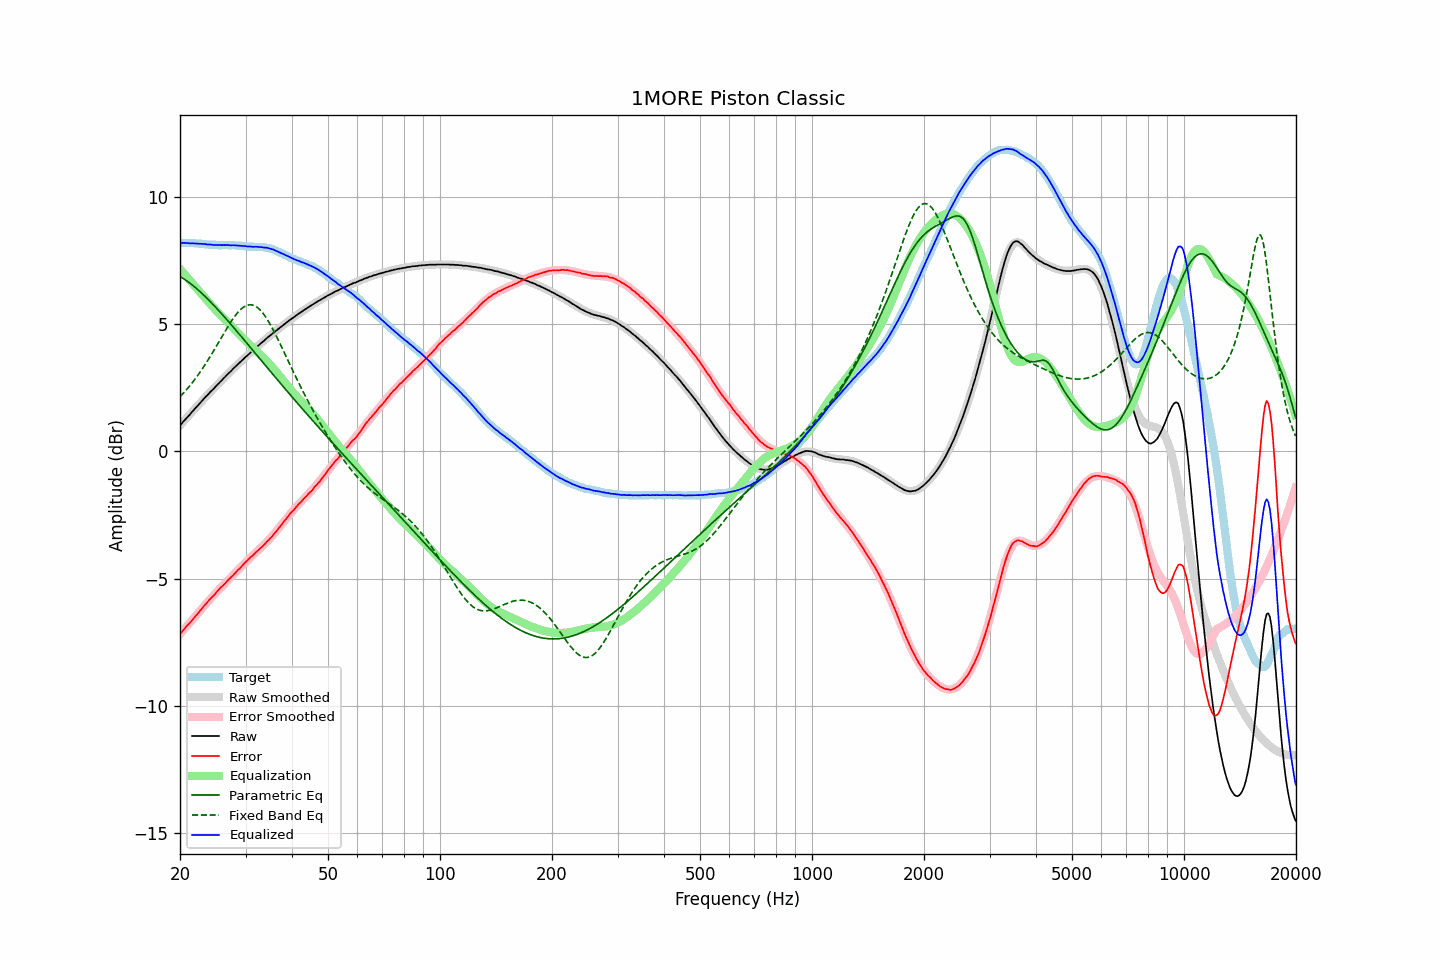 1MORE Piston Classic
Amplitude (dBr)
10
5
0
−5
−10
−15
Target
Raw Smoothed
Error Smoothed
Raw
Error
Equalization
Parametric Eq
Fixed Band Eq
Equalized
20 50 100 200 500 1000 2000 5000 10000 20000
Frequency (Hz)